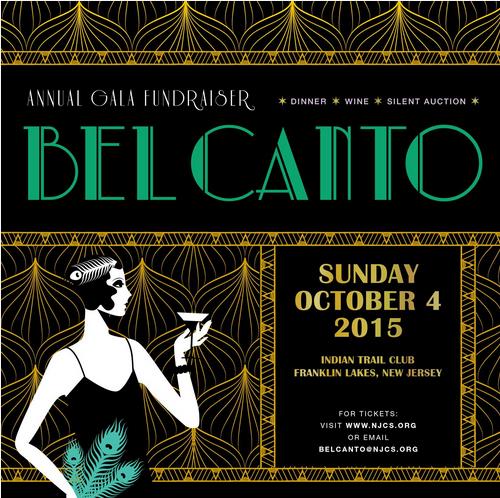 ANNUAL GALA FUNDRAISER
✶ DINNER ✶ WINE ✶ SILENT AUCTION ✶
BEL CANTO
SUNDAY
OCTOBER 4
2015
INDIAN TRAIL CLUB
FRANKLIN LAKES, NEW JERSEY
FOR TICKETS:
VISIT WWW.NJCS.ORG
OR EMAIL
BELCANTO@NJCS.ORG